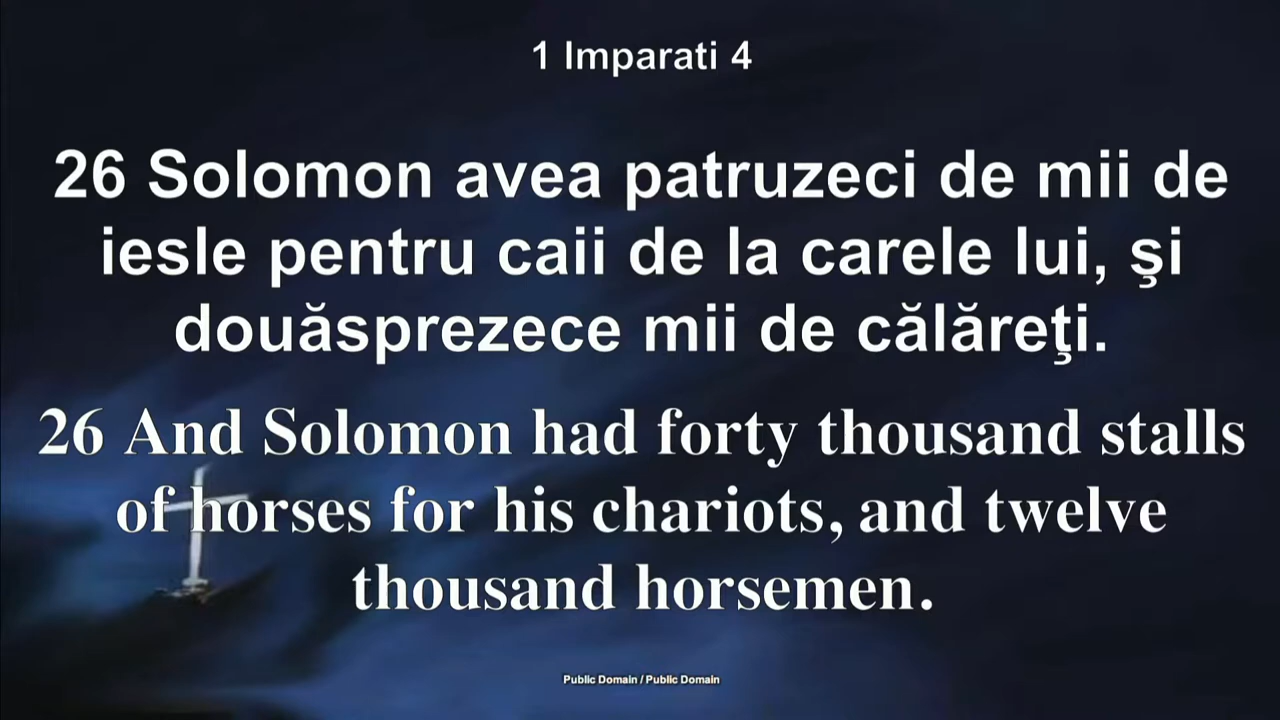 1 Imparati 4
26 Solomon avea patruzeci de mii de
iesle pentru caii de la carele lui, şi
douăsprezece mii de călăreţi.
26 And Solomon had forty thousand stalls
of horses for his chariots, and twelve
thousand horsemen.
Public Domain / Public Domain